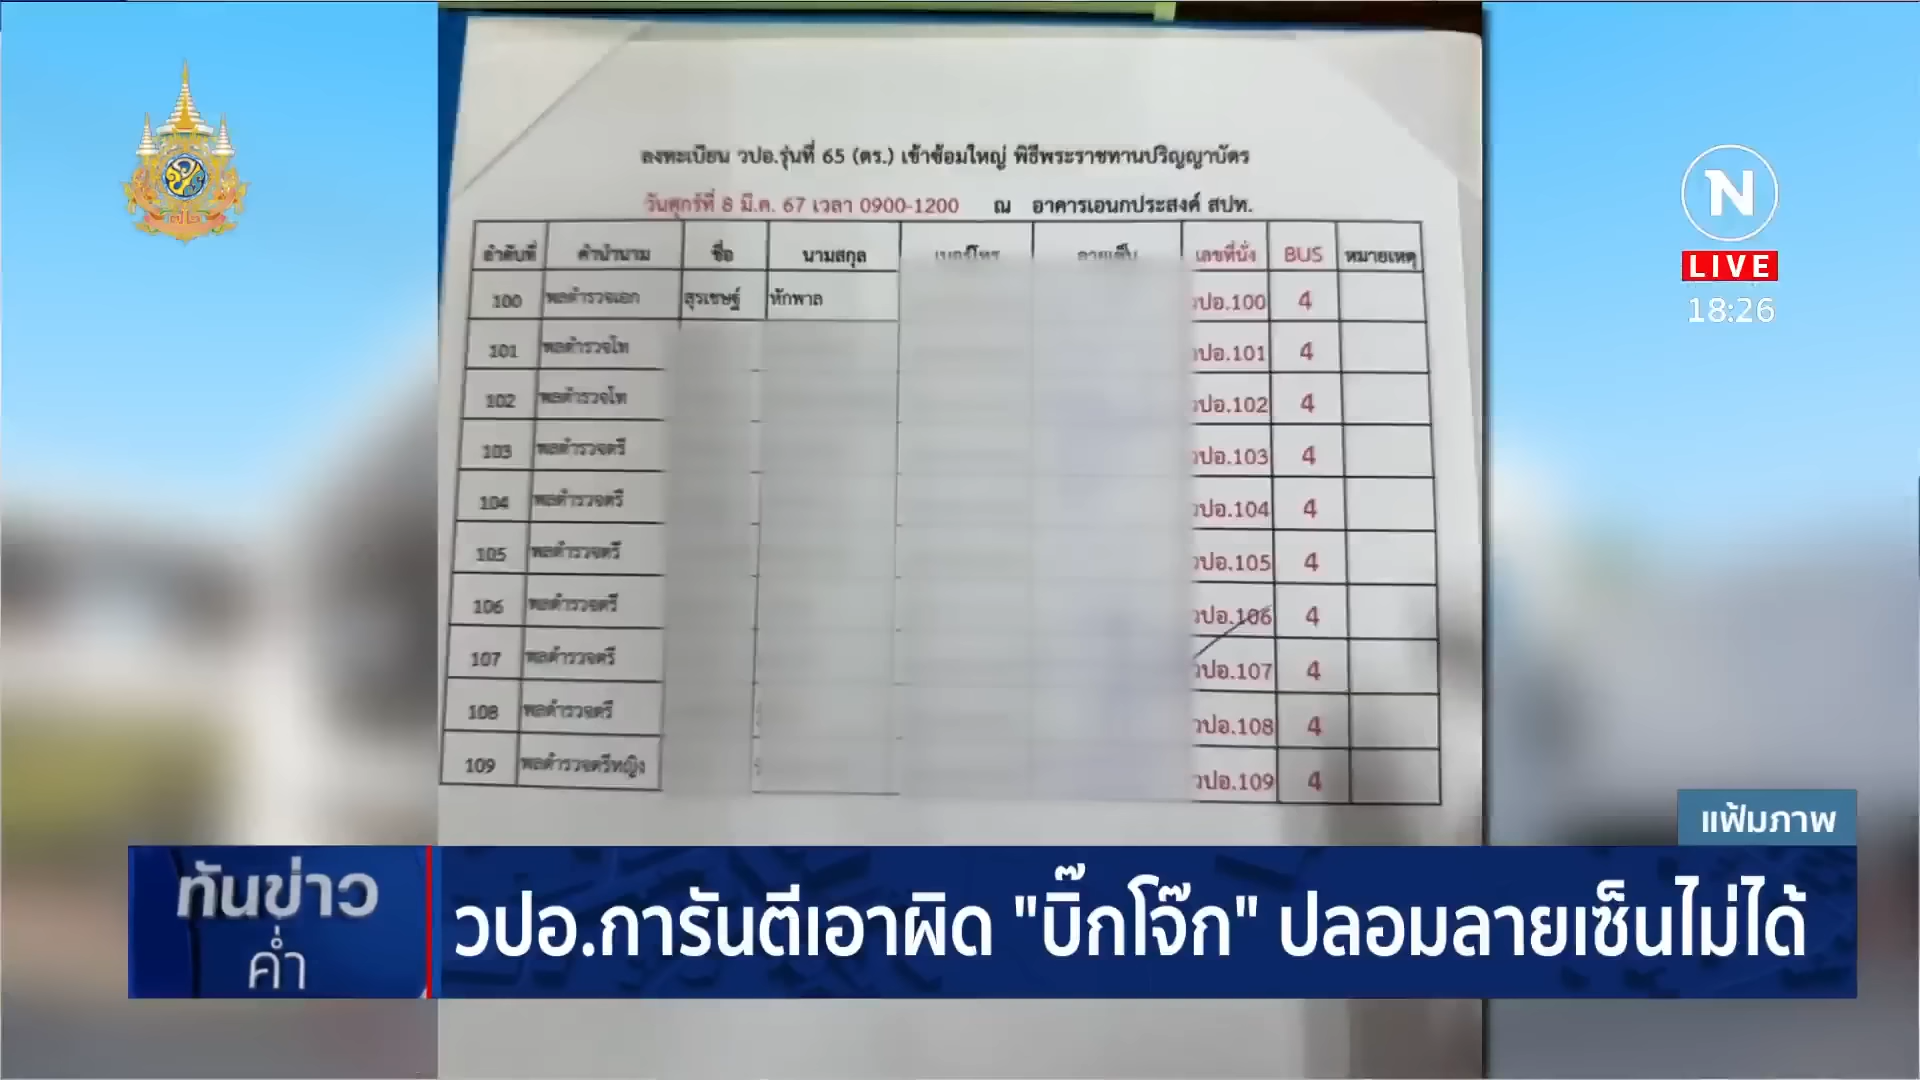 ลงทะเบียน วปอ.รุ่นที่ 65 (ตร.) เข้าซ้อมใหญ่ พิธีพระราชทานปริญญาบัตร
วันศุกร์ที่ 8 มี.ค. 67 เวลา 0900-1200 ณ อาคารเอนกประสงค์ สปท.
ลำดับที่ คำนำนาม ชื่อ นามสกุล เบอร์โทร ลายเซ็น เลขที่นั่ง BUS หมายเหตุ
100 พลตำรวจเอก สุรเชษฐ์ หักพาล วปอ.100 4
101 พลตำรวจโท วปอ.101 4
102 พลตำรวจโท วปอ.102 4
103 พลตำรวจตรี วปอ.103 4
104 พลตำรวจตรี วปอ.104 4
105 พลตำรวจตรี วปอ.105 4
106 พลตำรวจตรี วปอ.106 4
107 พลตำรวจตรี วปอ.107 4
108 พลตำรวจตรี วปอ.108 4
109 พลตำรวจตรีหญิง วปอ.109 4
N
LIVE
18:26
๗๒
แฟ้มภาพ
ทันข่าว
ค่ำ
วปอ.การันตีเอาผิด "บิ๊กโจ๊ก" ปลอมลายเซ็นไม่ได้